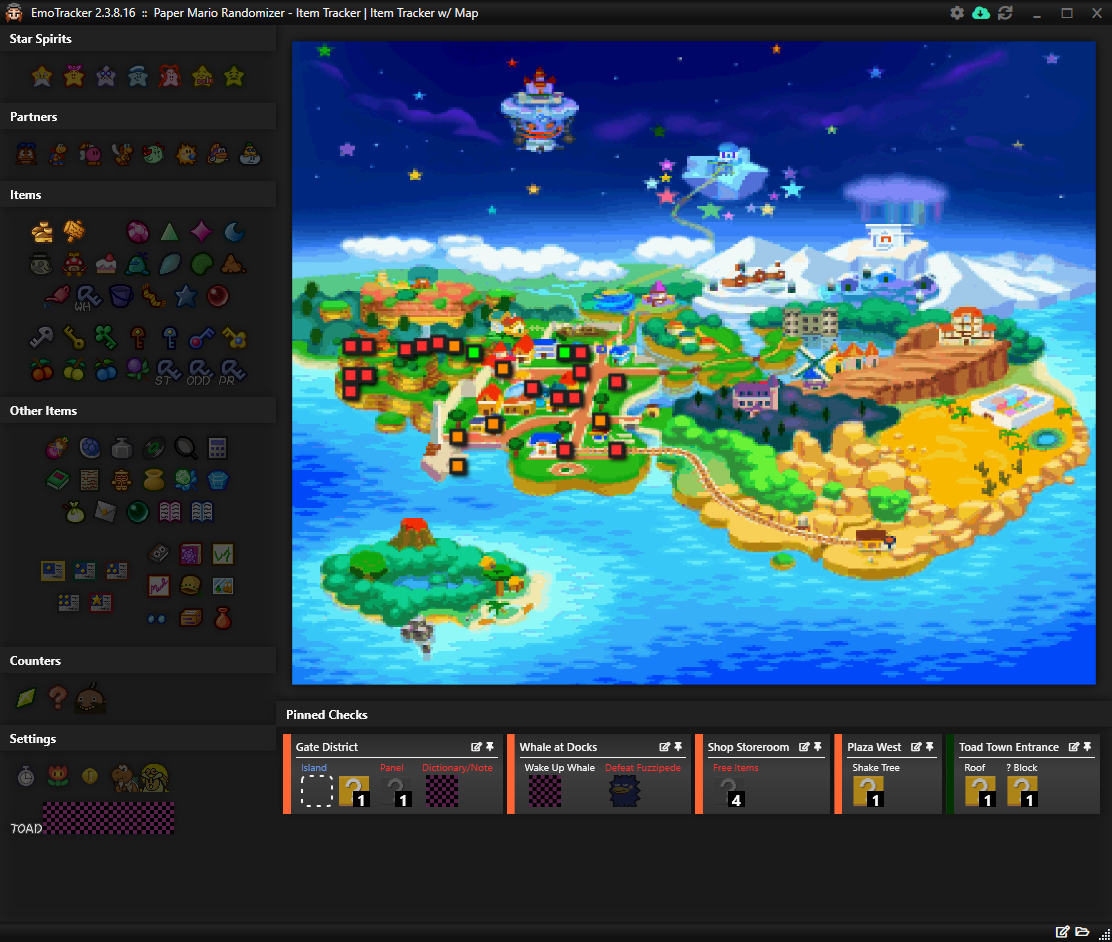 EmoTracker 2.3.8.16 :: Paper Mario Randomizer - Item Tracker | Item Tracker w/ Map
Star Spirits
Partners
Items
WH
ST ODD PR
Other Items
Counters
Settings
TOAD
Pinned Checks
Gate District
Island Panel Dictionary/Note
? 1 ? 1
Whale at Docks
Wake Up Whale Defeat Fuzzipede
Shop Storeroom
Free Items
? 4
Plaza West
Shake Tree
? 1
Toad Town Entrance
Roof ? Block
? 1 ? 1